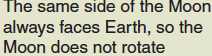 The same side of the Moon
always faces Earth, so the
Moon does not rotate